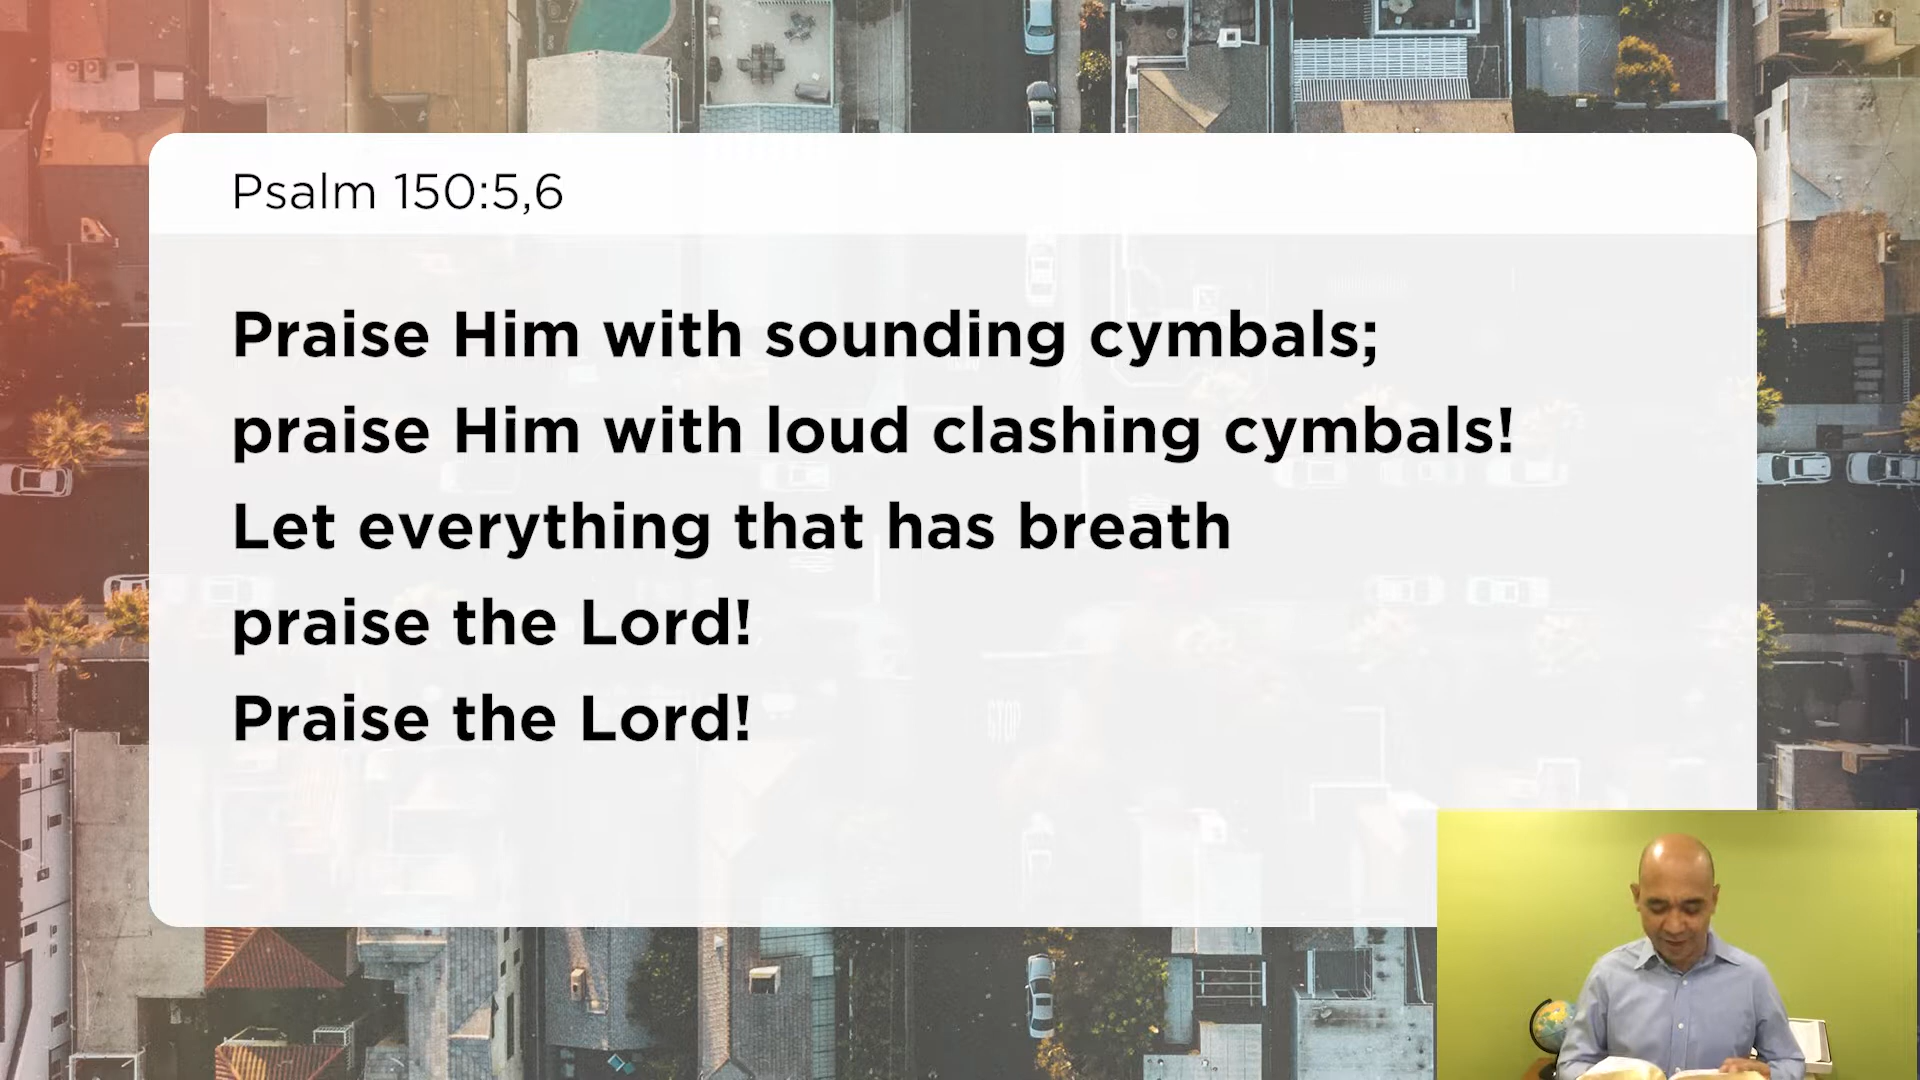 Psalm 150:5,6
Praise Him with sounding cymbals;
praise Him with loud clashing cymbals!
Let everything that has breath
praise the Lord!
Praise the Lord!
STOP